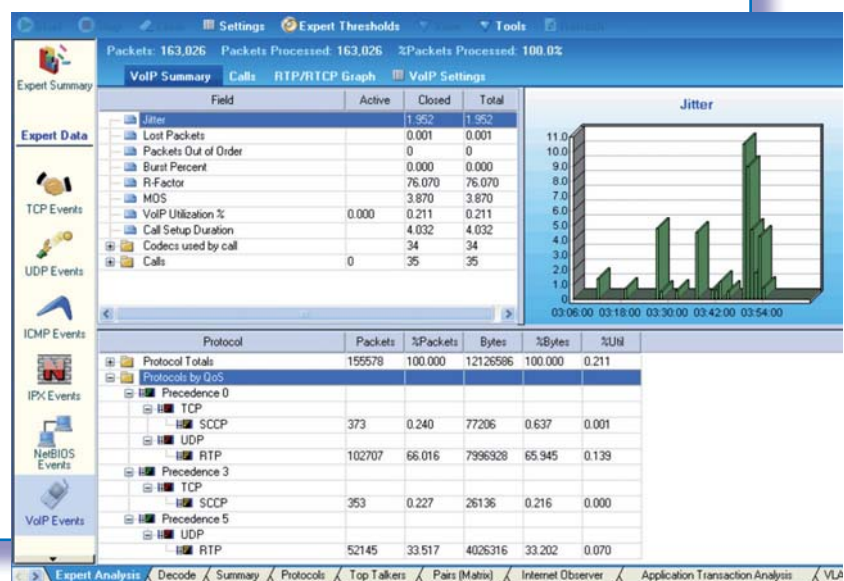 Settings Expert Thresholds Tools
Packets: 163,026 Packets Processed: 163,026 %Packets Processed: 100.0%
VoIP Summary Calls RTP/RTCP Graph VoIP Settings
Expert Summary
Expert Data
TCP Events
UDP Events
ICMP Events
IPX Events
NetBIOS
Events
VoIP Events
Field Active Closed Total
Jitter 1.952 1.952
Lost Packets 0.001 0.001
Packets Out of Order 0 0
Burst Percent 0.000 0.000
R-Factor 76.070 76.070
MOS 3.870 3.870
VoIP Utilization % 0.000 0.211 0.211
Call Setup Duration 4.032 4.032
Codecs used by call 34 34
Calls 0 35 35
Jitter
11.0
10.0
9.0
8.0
7.0
6.0
5.0
4.0
3.0
2.0
1.0
0
03:06:00 03:18:00 03:30:00 03:42:00 03:54:00
Protocol Packets %Packets Bytes %Bytes %Util
Protocol Totals 155578 100.000 12126586 100.000 0.211
Protocols by QoS
Precedence 0
TCP
SCCP 373 0.240 77206 0.637 0.001
UDP
RTP 102707 66.016 7996928 65.945 0.139
Precedence 3
TCP
SCCP 353 0.227 26136 0.216 0.000
Precedence 5
UDP
RTP 52145 33.517 4026316 33.202 0.070
Expert Analysis Decode Summary Protocols Top Talkers Pairs (Matrix) Internet Observer Application Transaction Analysis VLA